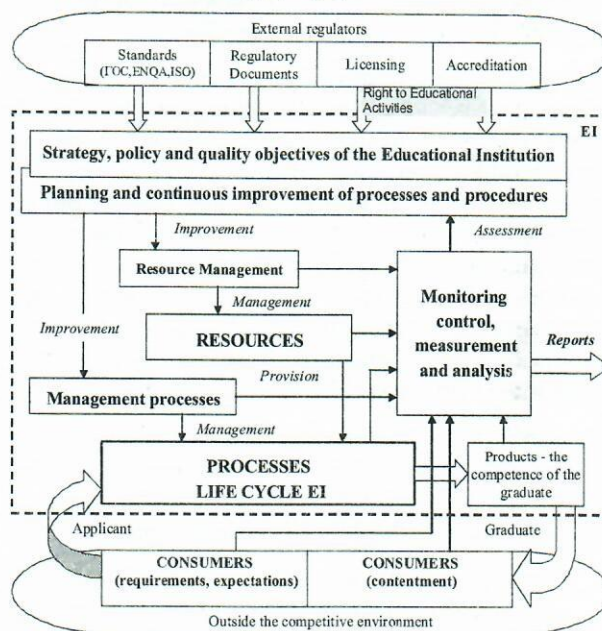 External regulators
Standards
(ГОС,ENQA,ISO)
Regulatory
Documents
Licensing
Accreditation
Right to Educational
Activities
EI
Strategy, policy and quality objectives of the Educational Institution
Planning and continuous improvement of processes and procedures
Improvement
Assessment
Resource Management
Management
Monitoring
control,
measurement
and analysis
Improvement
RESOURCES
Reports
Provision
Management processes
Management
PROCESSES
LIFE CYCLE EI
Products - the
competence of the
graduate
Applicant
Graduate
CONSUMERS
(requirements, expectations)
CONSUMERS
(contentment)
Outside the competitive environment